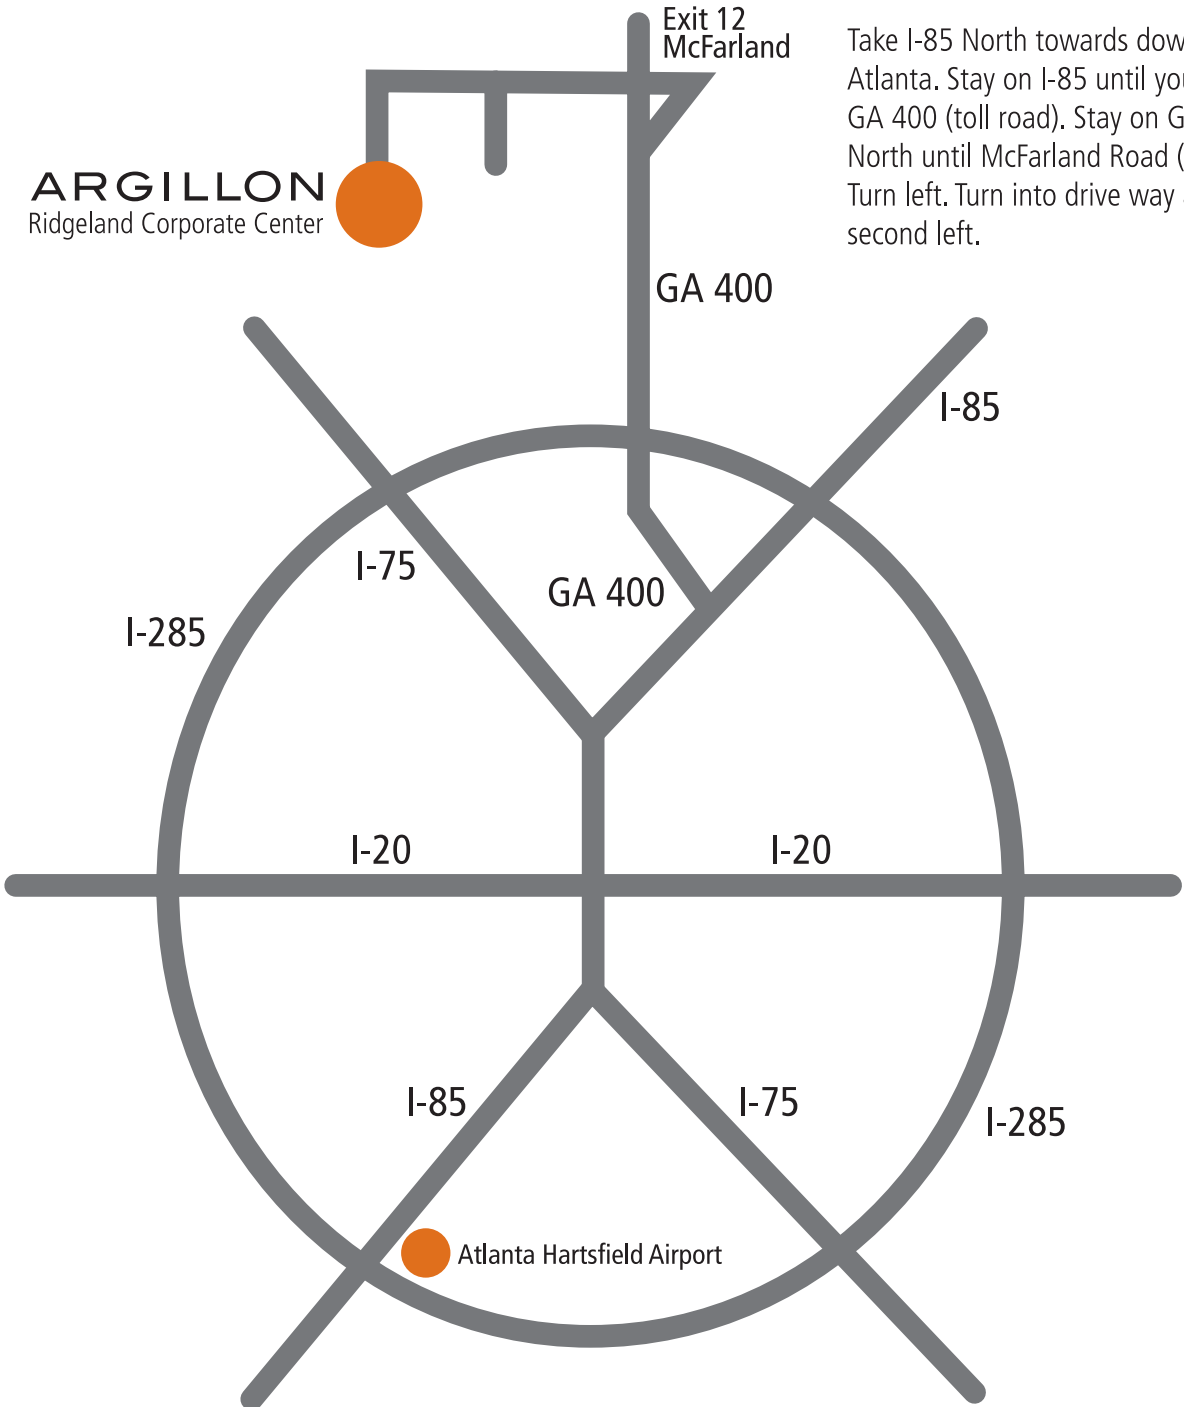 Exit 12
McFarland
Take I-85 North towards
Atlanta. Stay on I-85 until
GA 400 (toll road). Stay on
North until McFarland Road
Turn left. Turn into drive way
second left.
ARGILLON
Ridgeland Corporate Center
GA 400
I-85
I-75
GA 400
I-285
I-20
I-20
I-85
I-75
I-285
Atlanta Hartsfield Airport